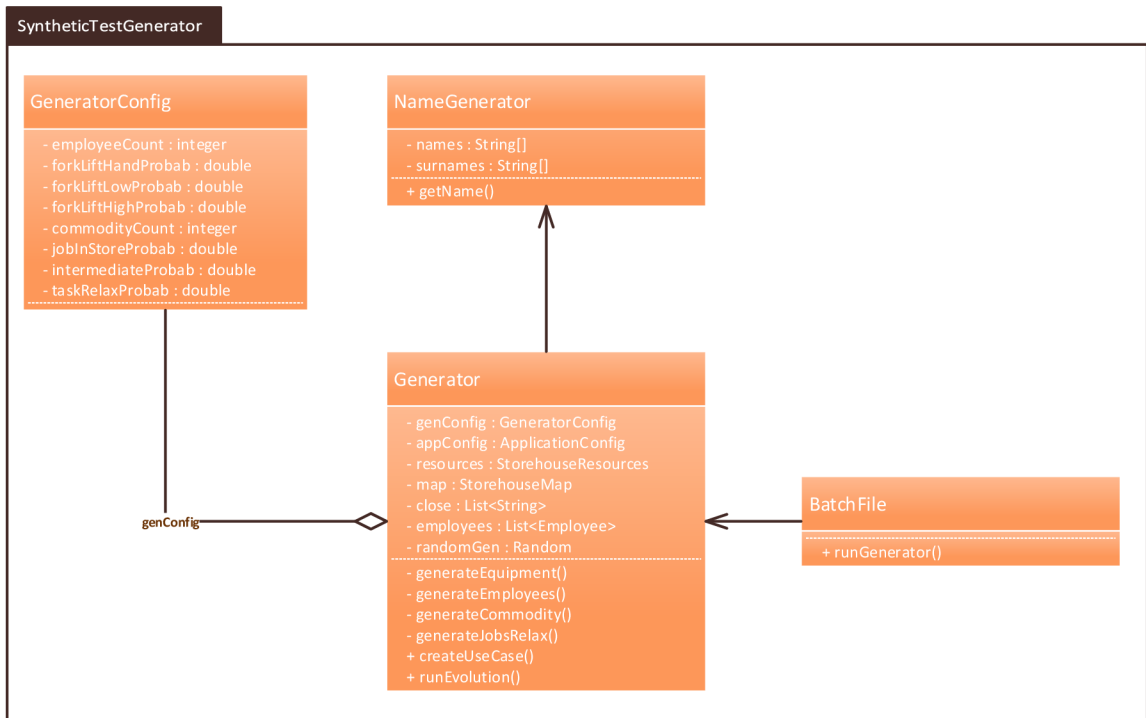 SyntheticTestGenerator
GeneratorConfig
- employeeCount : integer
- forkLiftHandProbab : double
- forkLiftLowProbab : double
- forkLiftHighProbab : double
- commodityCount : integer
- jobInStoreProbab : double
- intermediateProbab : double
- taskRelaxProbab : double
NameGenerator
- names : String[]
- surnames : String[]
+ getName()
genConfig
Generator
- genConfig : GeneratorConfig
- appConfig : ApplicationConfig
- resources : StorehouseResources
- map : StorehouseMap
- close : List<String>
- employees : List<Employee>
- randomGen : Random
- generateEquipment()
- generateEmployees()
- generateCommodity()
- generateJobsRelax()
+ createUseCase()
+ runEvolution()
BatchFile
+ runGenerator()